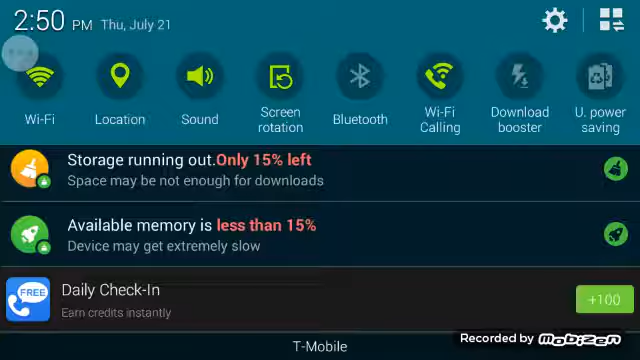 2:50 PM Thu, July 21
Wi-Fi
Location
Sound
Screen
rotation
Bluetooth
Wi-Fi
Calling
Download
booster
U. power
saving
Storage running out.Only 15% left
Space may be not enough for downloads
Available memory is less than 15%
Device may get extremely slow
FREE
Daily Check-In
Earn credits instantly
+100
T-Mobile
Recorded by Mobizen